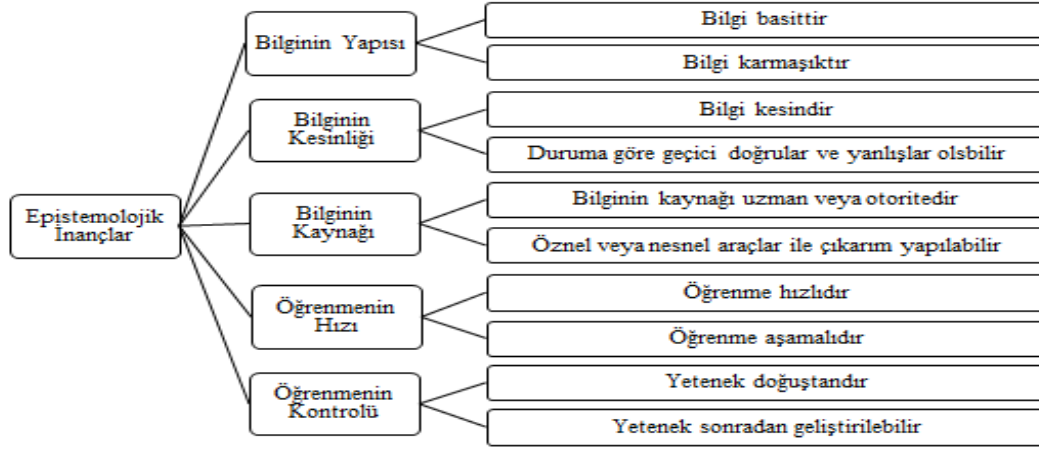 Epistemolojik
İnançlar
Bilginin Yapısı
Bilgi basittir
Bilgi karmaşıktır
Bilginin
Kesinliği
Bilgi kesindir
Duruma göre geçici doğrular ve yanlışlar olsbilir
Bilginin
Kaynağı
Bilginin kaynağı uzman veya otoritedir
Öznel veya nesnel araçlar ile çıkarım yapılabilir
Öğrenmenin
Hızı
Öğrenme hızlıdır
Öğrenme aşamalıdır
Öğrenmenin
Kontrolü
Yetenek doğuştandır
Yetenek sonradan geliştirilebilir